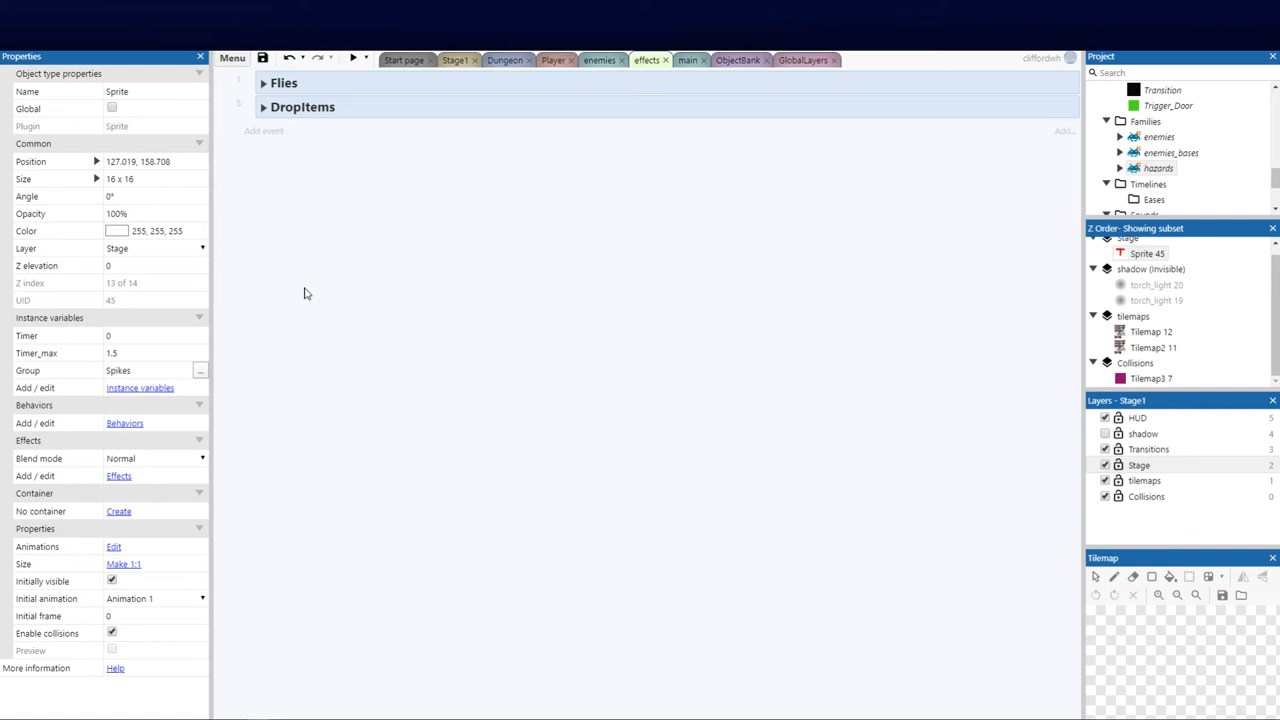 Properties
Object type properties
Name Sprite
Global
Plugin Sprite
Common
Position 127.019, 158.708
Size 16 x 16
Angle 0°
Opacity 100%
Color 255, 255, 255
Layer Stage
Z elevation 0
Z index 13 of 14
UID 45
Instance variables
Timer 0
Timer_max 1.5
Group Spikes ...
Add / edit Instance variables
Behaviors
Add / edit Behaviors
Effects
Blend mode Normal
Add / edit Effects
Container
No container Create
Properties
Animations Edit
Size Make 1:1
Initially visible
Initial animation Animation 1
Initial frame 0
Enable collisions
Preview
More information Help
Menu
Start page Stage1 Dungeon Player enemies effects main ObjectBank GlobalLayers
cliffordwh
1 Flies
5 DropItems
Add event Add...
Project
Search
Transition
Trigger_Door
Families
enemies
enemies_bases
hazards
Timelines
Eases
Z Order- Showing subset
Stage
Sprite 45
shadow (Invisible)
torch_light 20
torch_light 19
tilemaps
Tilemap 12
Tilemap2 11
Collisions
Tilemap3 7
Layers - Stage1
HUD 5
shadow 4
Transitions 3
Stage 2
tilemaps 1
Collisions 0
Tilemap